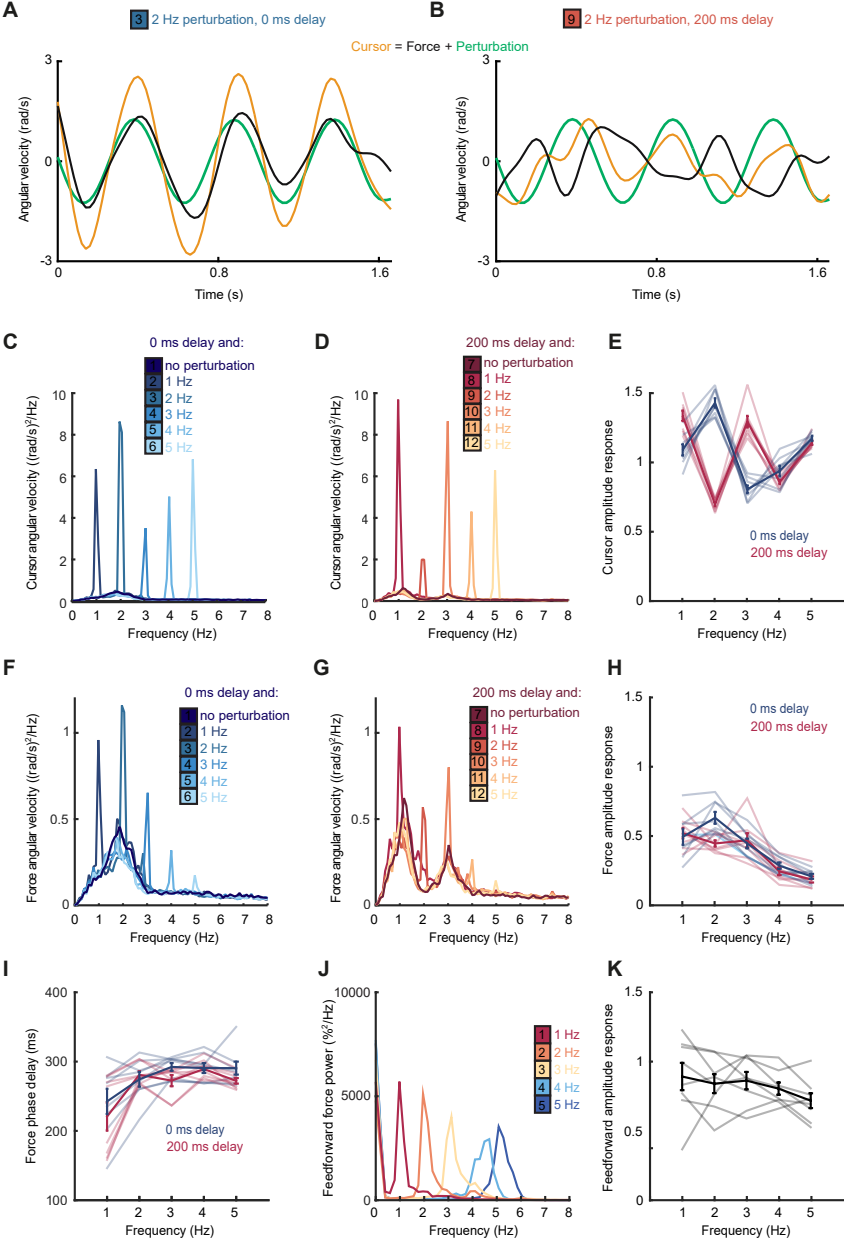 A
3 2 Hz perturbation, 0 ms delay
B
9 2 Hz perturbation, 200 ms delay
Cursor = Force + Perturbation
3
0
-3
Angular velocity (rad/s)
0 0.8 1.6
Time (s)
3
0
-3
Angular velocity (rad/s)
0 0.8 1.6
Time (s)
C
0 ms delay and:
1 no perturbation
2 1 Hz
3 2 Hz
4 3 Hz
5 4 Hz
6 5 Hz
10
8
6
4
2
0
Cursor angular velocity ((rad/s)²/Hz)
0 1 2 3 4 5 6 7 8
Frequency (Hz)
D
200 ms delay and:
7 no perturbation
8 1 Hz
9 2 Hz
10 3 Hz
11 4 Hz
12 5 Hz
10
8
6
4
2
0
Cursor angular velocity ((rad/s)²/Hz)
0 1 2 3 4 5 6 7 8
Frequency (Hz)
E
1.5
1
0.5
0
Cursor amplitude response
0 ms delay
200 ms delay
1 2 3 4 5
Frequency (Hz)
F
0 ms delay and:
1 no perturbation
2 1 Hz
3 2 Hz
4 3 Hz
5 4 Hz
6 5 Hz
1
0.5
0
Force angular velocity ((rad/s)²/Hz)
0 1 2 3 4 5 6 7 8
Frequency (Hz)
G
200 ms delay and:
7 no perturbation
8 1 Hz
9 2 Hz
10 3 Hz
11 4 Hz
12 5 Hz
1
0.5
0
Force angular velocity ((rad/s)²/Hz)
0 1 2 3 4 5 6 7 8
Frequency (Hz)
H
1.5
1
0.5
0
Force amplitude response
0 ms delay
200 ms delay
1 2 3 4 5
Frequency (Hz)
I
400
300
200
100
Force phase delay (ms)
0 ms delay
200 ms delay
1 2 3 4 5
Frequency (Hz)
J
10000
5000
0
Feedforward force power (%²/Hz)
1 1 Hz
2 2 Hz
3 3 Hz
4 4 Hz
5 5 Hz
0 1 2 3 4 5 6 7 8
Frequency (Hz)
K
1.5
1
0.5
0
Feedforward amplitude response
1 2 3 4 5
Frequency (Hz)